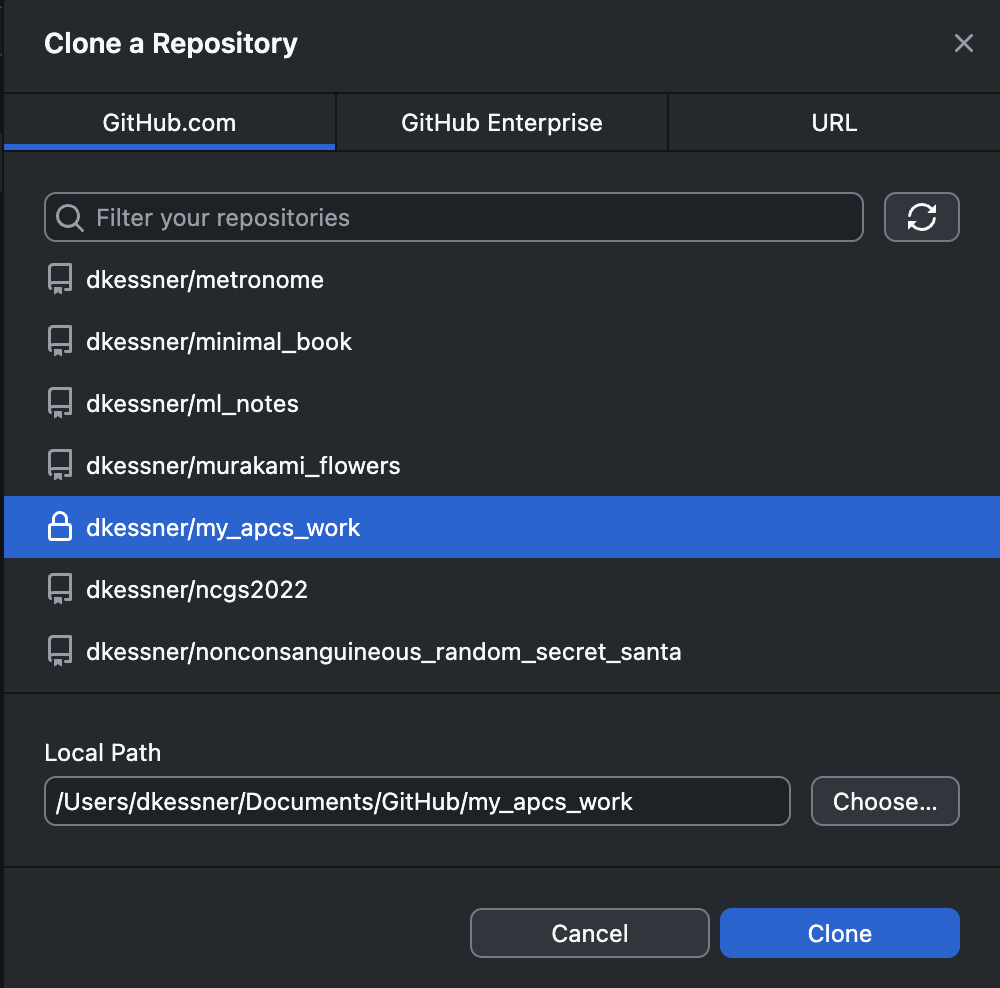 Clone a Repository
GitHub.com
GitHub Enterprise
URL
Filter your repositories
dkessner/metronome
dkessner/minimal_book
dkessner/ml_notes
dkessner/murakami_flowers
dkessner/my_apcs_work
dkessner/ncgs2022
dkessner/nonconsanguineous_random_secret_santa
Local Path
/Users/dkessner/Documents/GitHub/my_apcs_work
Choose...
Cancel
Clone